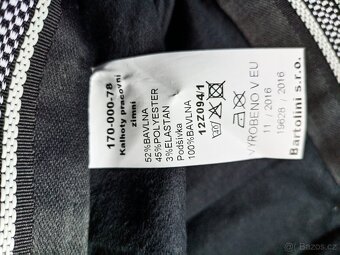 170-000-78
Kalhoty pracovní
zimní
52%BAVLNA
45%POLYESTER
3%ELASTAN
Podšívka
100%BAVLNA
12Z094/1
VYROBENO V EU
11 / 2016
19628 / 2016
Bartolini s.r.o.
bazos.cz